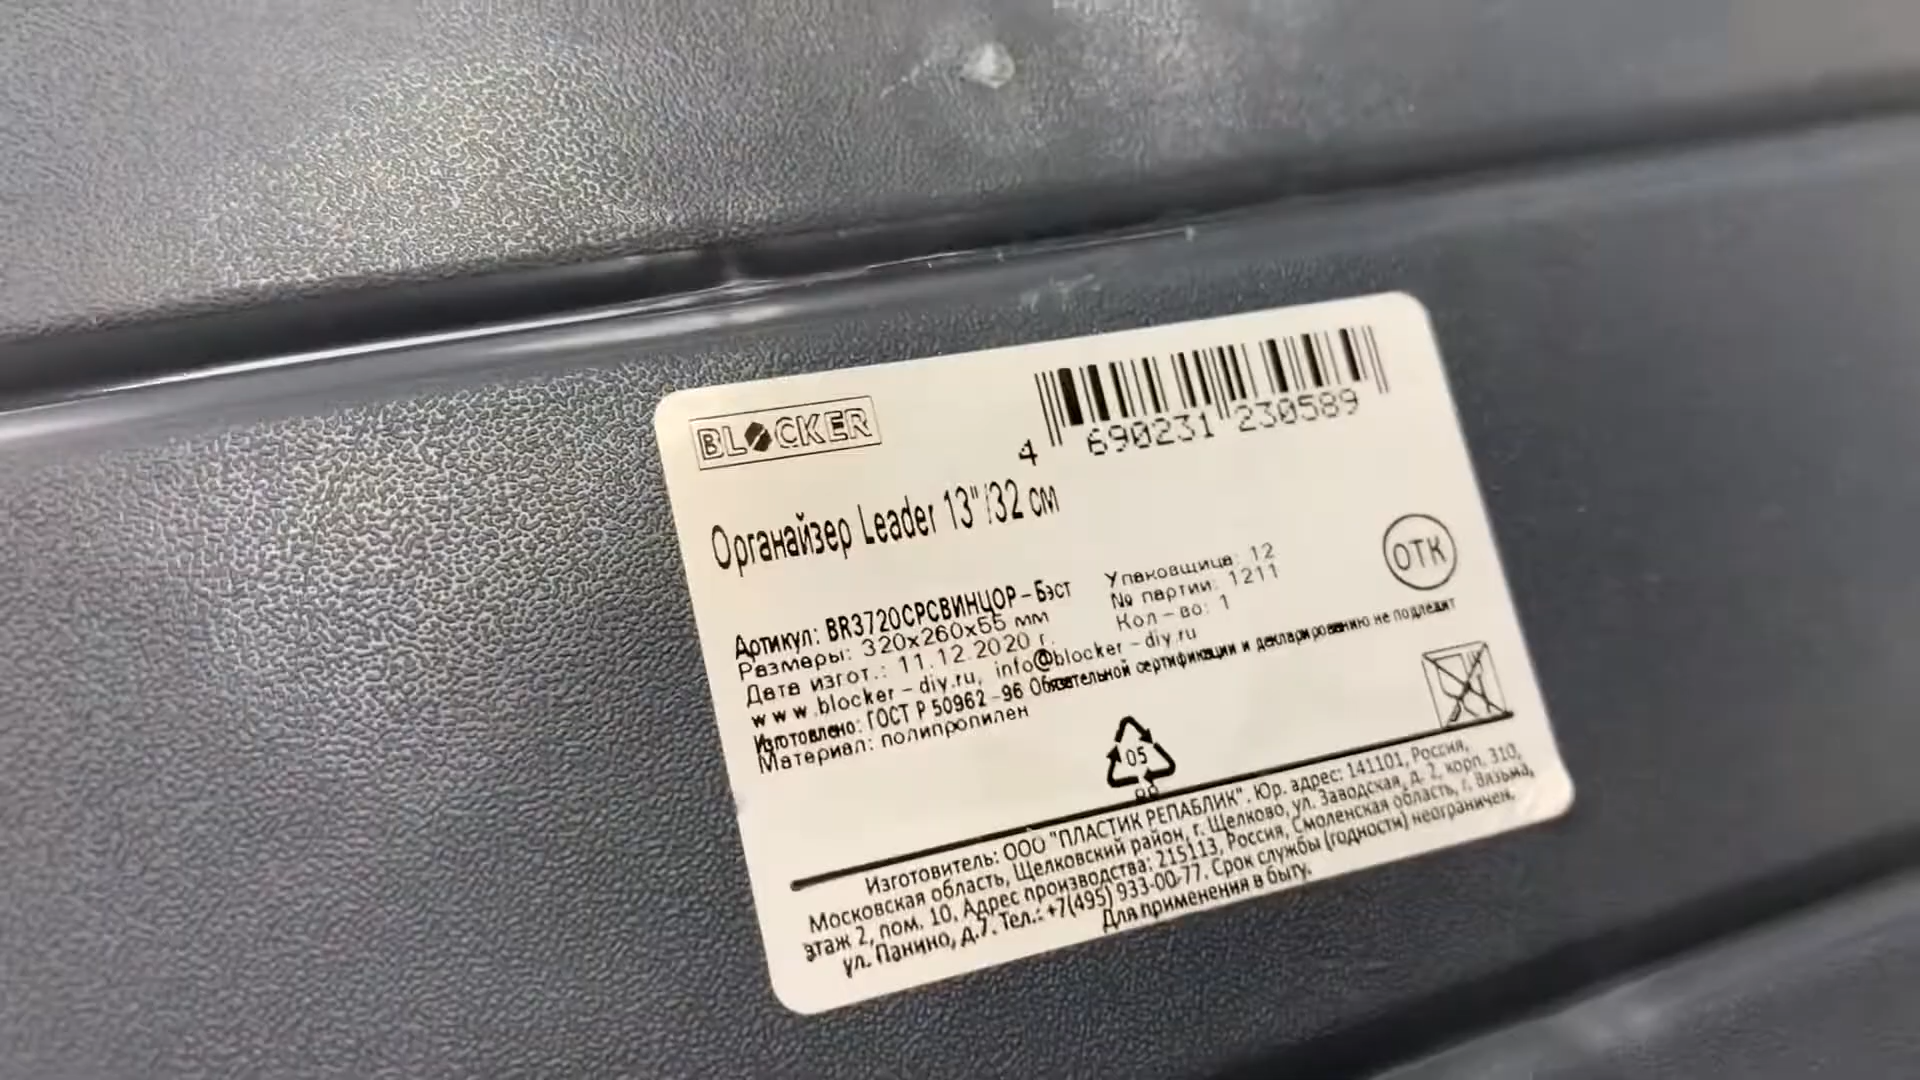 BLOCKER
4 690231 230589
Органайзер Leader 13"/32 см
Артикул: BR3720СРСВИНЦОР-Бэст
Размеры: 320x260x55 мм
Дата изгот.: 11.12.2020 г.
www.blocker-diy.ru, info@blocker-diy.ru
Упаковщица: 12
№ партии: 1211
Кол-во: 1
ОТК
Изготовлено: ГОСТ Р 50962-96 Обязательной сертификации и декларированию не подлежит
Материал: полипропилен
05
PP
Изготовитель: ООО "ПЛАСТИК РЕПАБЛИК". Юр. адрес: 141101, Россия,
Московская область, Щелковский район, г. Щелково, ул. Заводская, д. 2, корп. 310,
этаж 2, пом. 10. Адрес производства: 215113, Россия, Смоленская область, г. Вязьма,
ул. Панино, д.7. Тел.: +7(495) 933-00-77. Срок службы (годности) неограничен.
Для применения в быту.